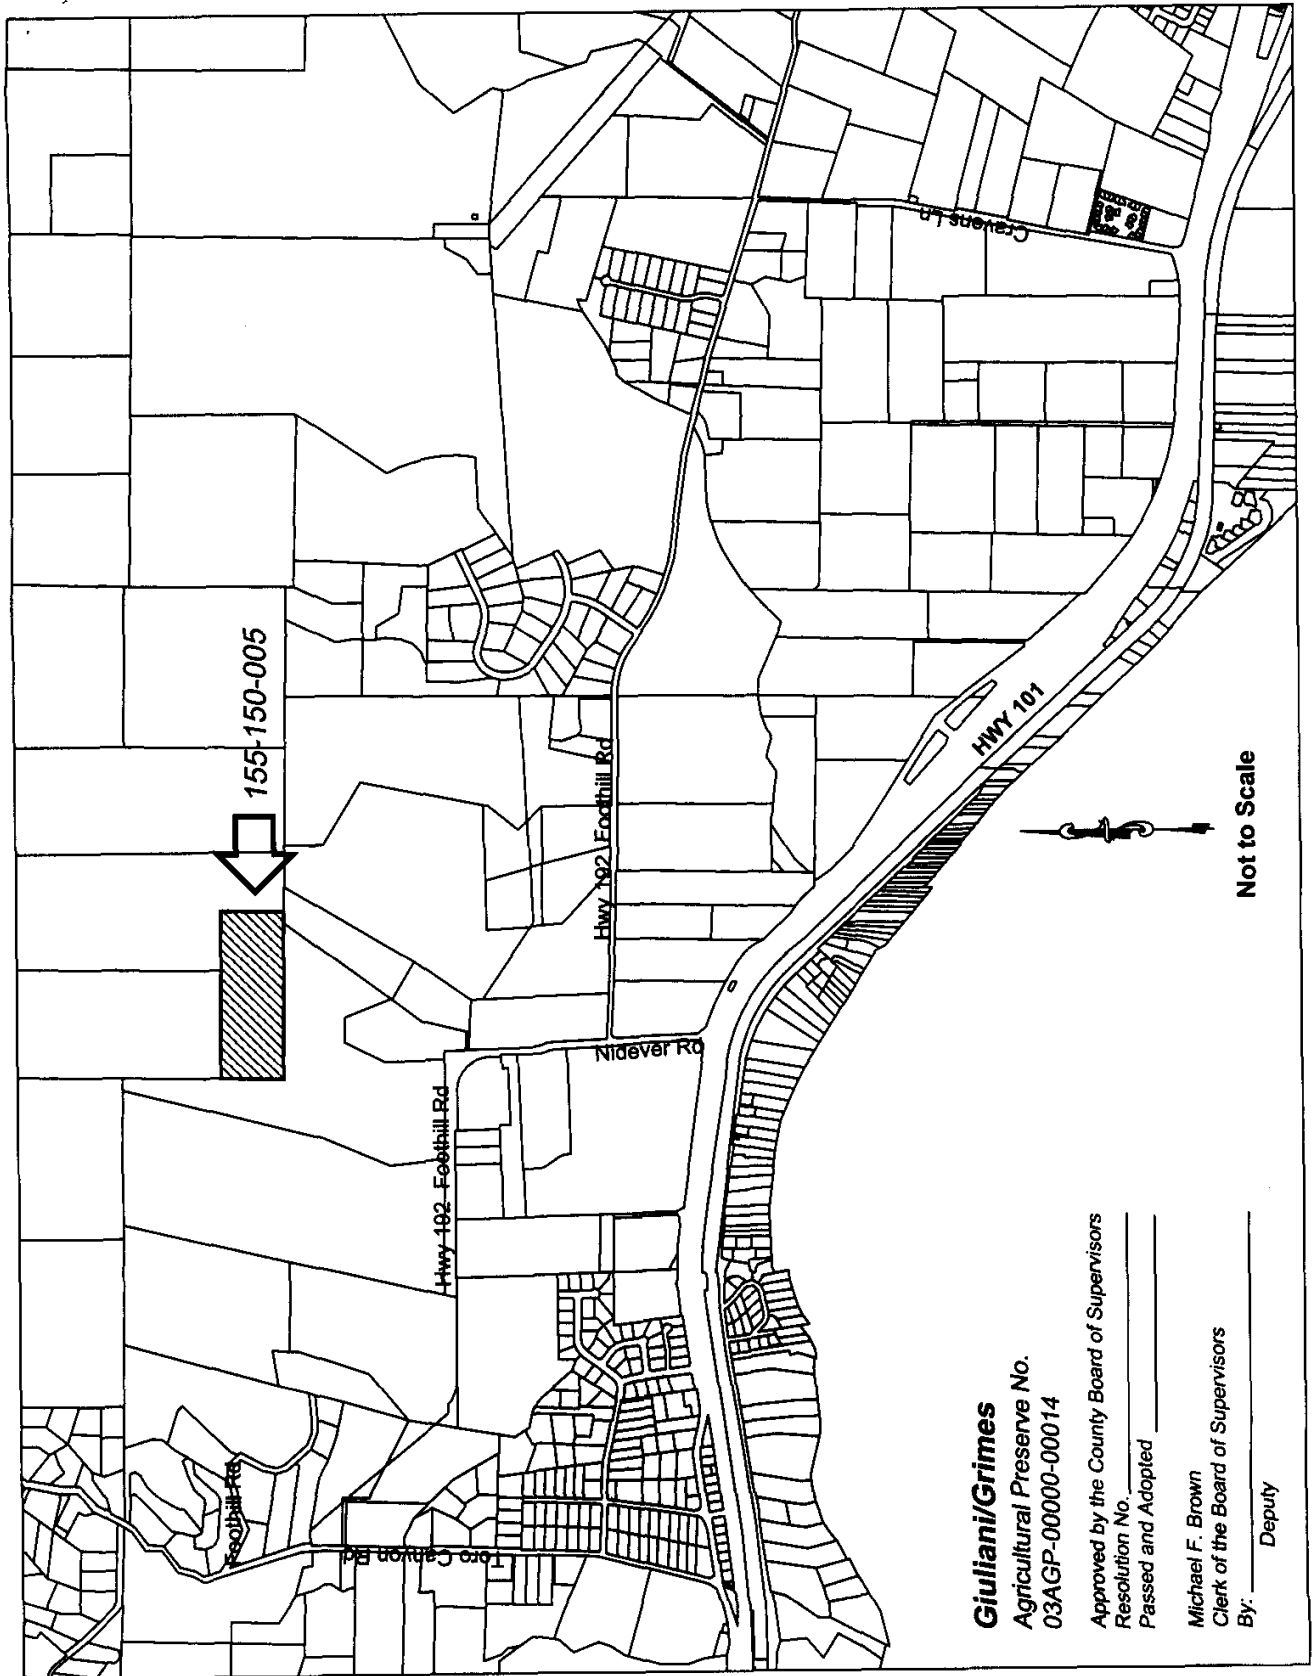 155-150-005
Foothill Rd
Toro Canyon Rd
Hwy 192 Foothill Rd
Nidever Rd
Hwy 192 Foothill Rd
Cravens Ln
HWY 101
Not to Scale
Giuliani/Grimes
Agricultural Preserve No.
03AGP-00000-00014
Approved by the County Board of Supervisors
Resolution No.
Passed and Adopted
Michael F. Brown
Clerk of the Board of Supervisors
By:
Deputy